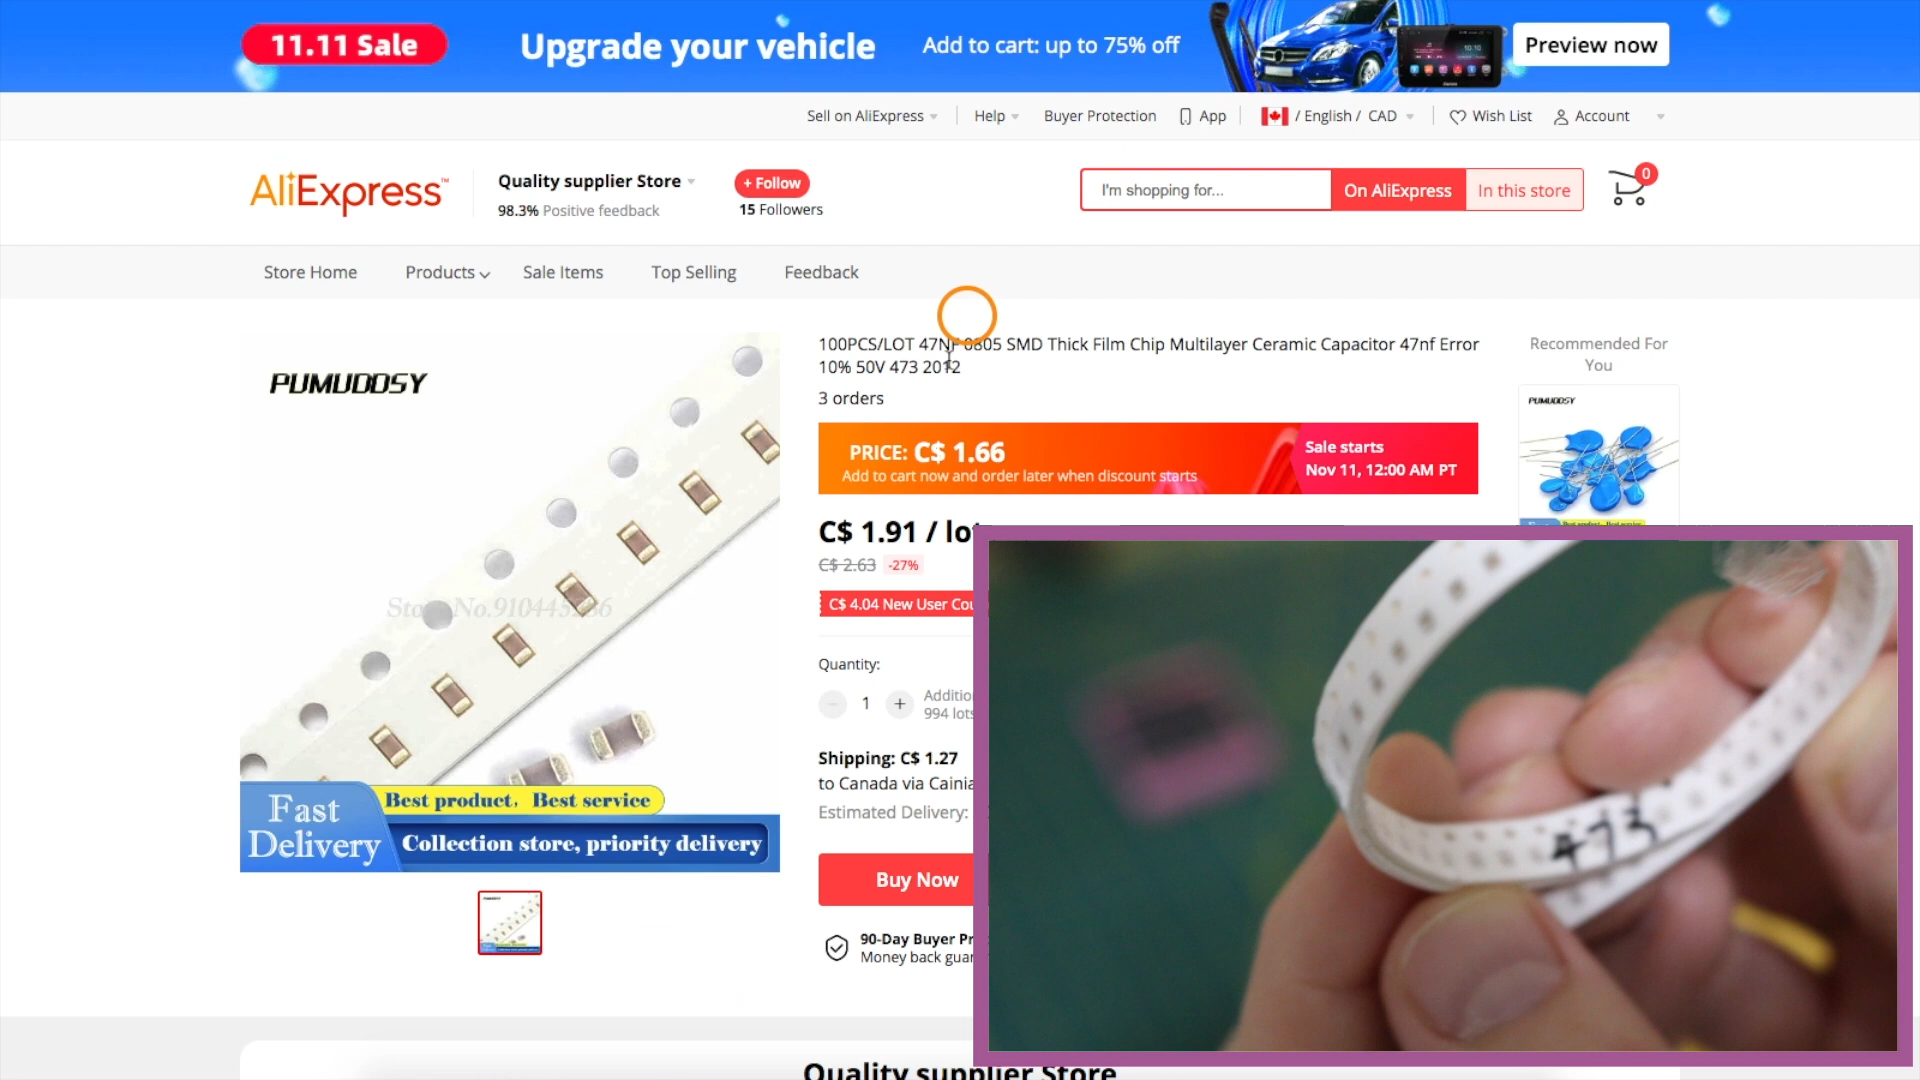 11.11 Sale
Upgrade your vehicle
Add to cart: up to 75% off
Preview now
Sell on AliExpress
Help
Buyer Protection
App
/ English / CAD
Wish List
Account
AliExpress™
Quality supplier Store
98.3% Positive feedback
+ Follow
15 Followers
I'm shopping for...
On AliExpress
In this store
0
Store Home
Products
Sale Items
Top Selling
Feedback
PUMUDDSY
100PCS/LOT 47NF 0805 SMD Thick Film Chip Multilayer Ceramic Capacitor 47nf Error
10% 50V 473 2012
3 orders
PRICE: C$ 1.66
Add to cart now and order later when discount starts
Sale starts
Nov 11, 12:00 AM PT
C$ 1.91 / lot
C$ 2.63 -27%
C$ 4.04 New User Cou
Quantity:
1
Additio
994 lots
Shipping: C$ 1.27
to Canada via Cainia
Estimated Delivery:
Buy Now
90-Day Buyer Pr
Money back guar
Fast
Delivery
Best product, Best service
Collection store, priority delivery
Recommended For
You
PUMUDDSY
473
Quality supplier Store